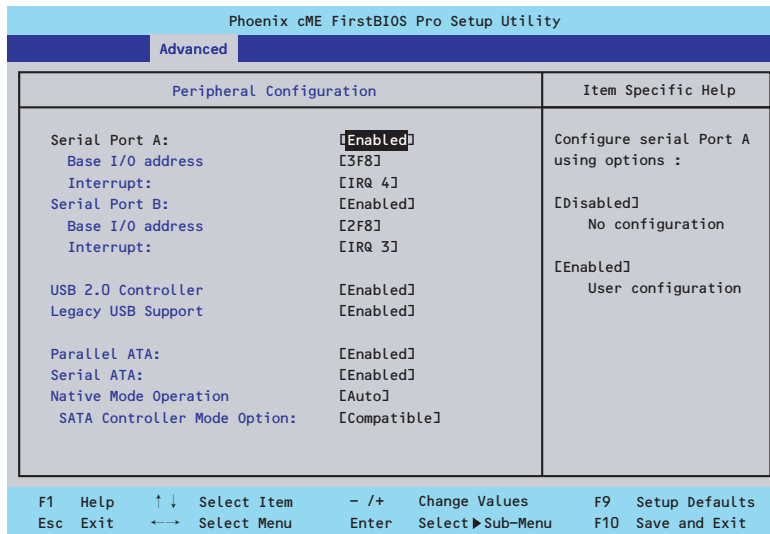 Phoenix cME FirstBIOS Pro Setup Utility
Advanced
Peripheral Configuration
Item Specific Help
Serial Port A: [Enabled]
Base I/O address [3F8]
Interrupt: [IRQ 4]
Serial Port B: [Enabled]
Base I/O address [2F8]
Interrupt: [IRQ 3]
USB 2.0 Controller [Enabled]
Legacy USB Support [Enabled]
Parallel ATA: [Enabled]
Serial ATA: [Enabled]
Native Mode Operation [Auto]
SATA Controller Mode Option: [Compatible]
Configure serial Port A
using options :
[Disabled]
No configuration
[Enabled]
User configuration
F1 Help ↑↓ Select Item - /+ Change Values F9 Setup Defaults
Esc Exit ←→ Select Menu Enter Select ▶ Sub-Menu F10 Save and Exit